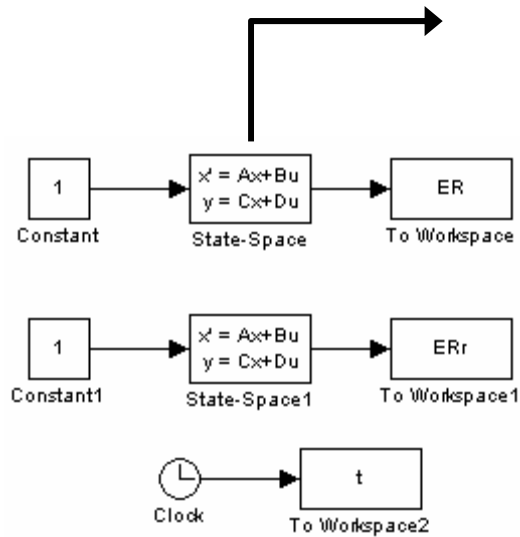 1
x' = Ax+Bu
y = Cx+Du
ER
Constant
State-Space
To Workspace
1
x' = Ax+Bu
y = Cx+Du
ERr
Constant1
State-Space1
To Workspace1
t
Clock
To Workspace2